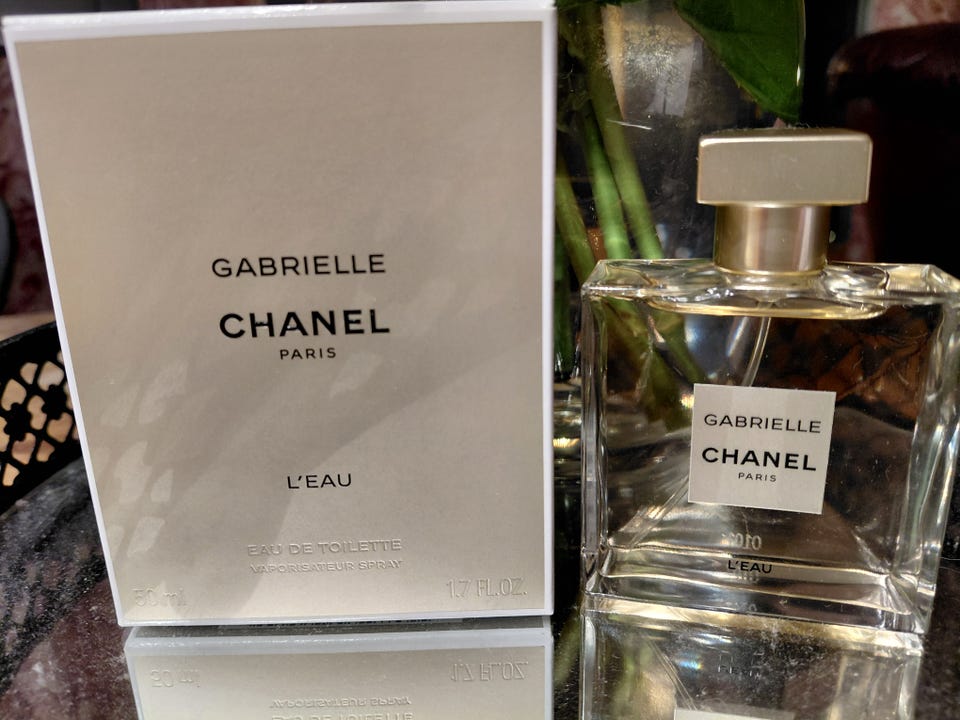 GABRIELLE
CHANEL
PARIS
L'EAU
EAU DE TOILETTE
VAPORISATEUR SPRAY
50 ml
1.7 FL.OZ.
GABRIELLE
CHANEL
PARIS
L'EAU